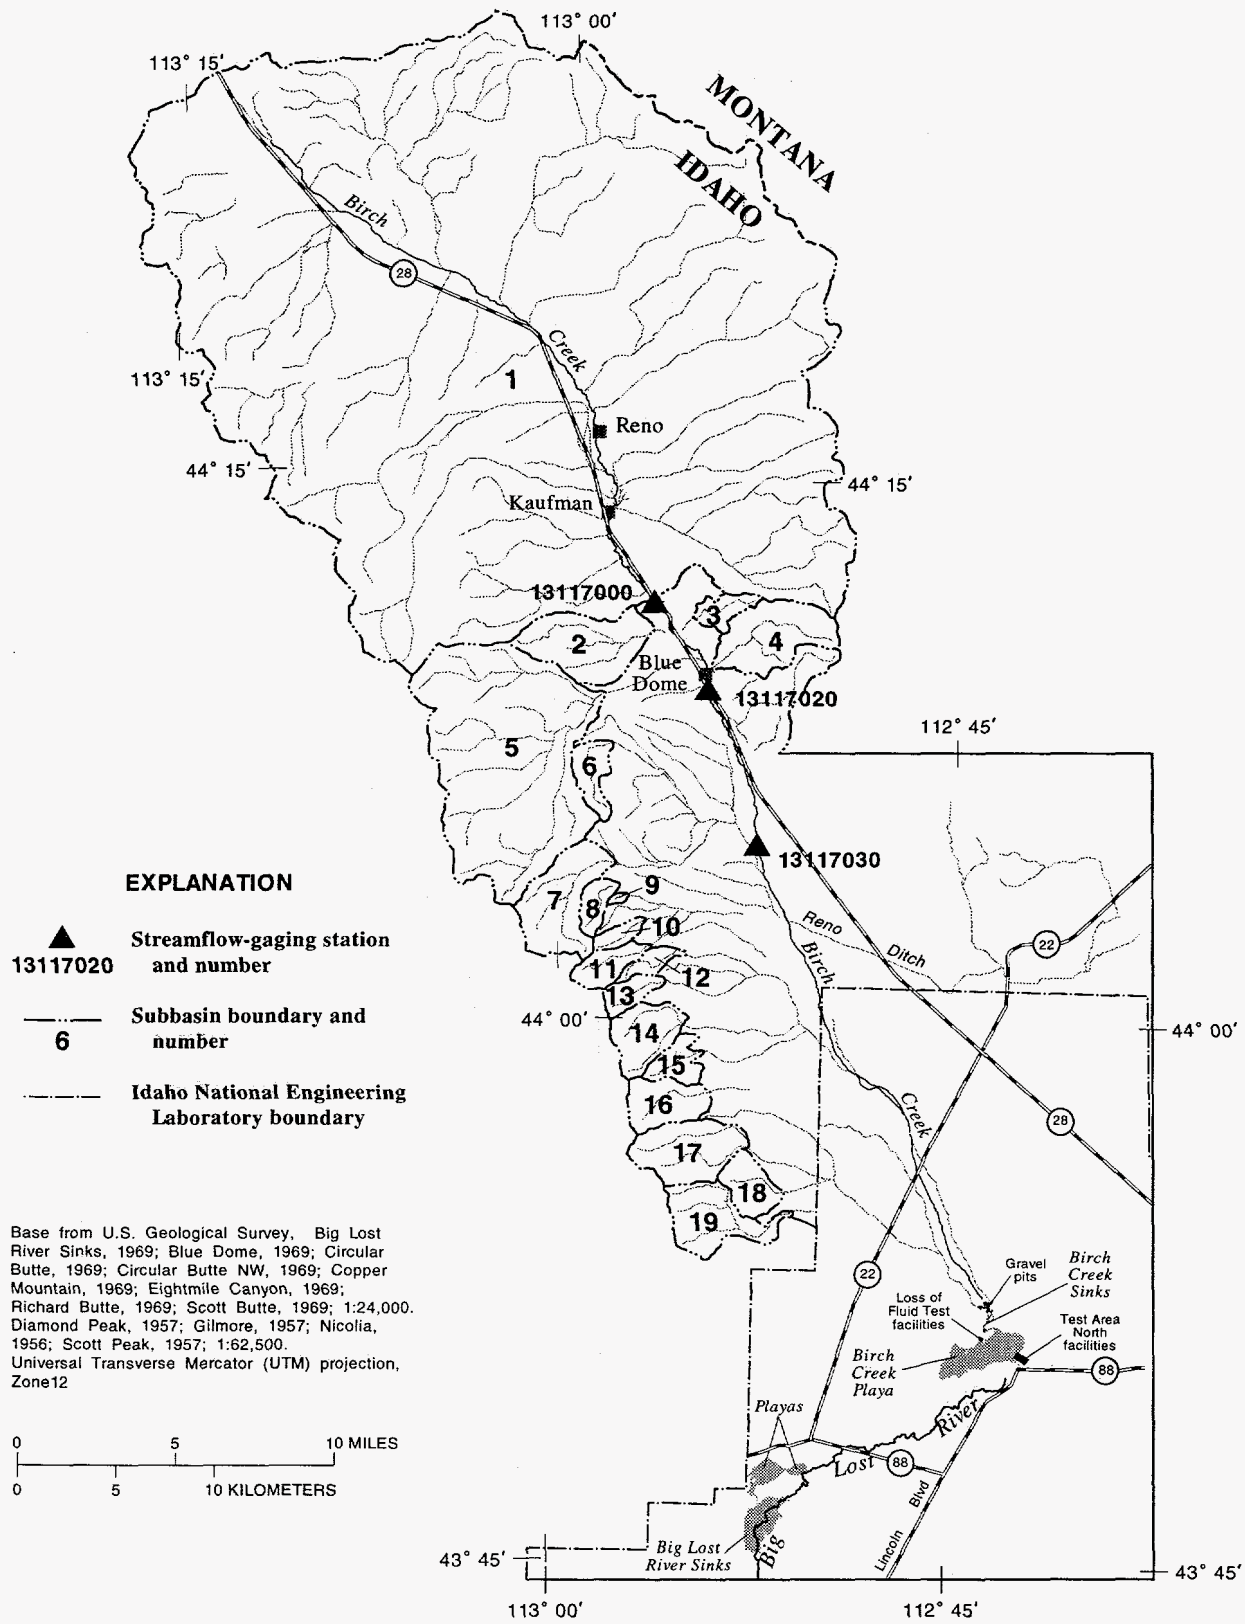 113° 00′
113° 15′
MONTANA
IDAHO
Birch
28
Creek
1
113° 15′
Reno
44° 15′
44° 15′
Kaufman
13117000
3
2
4
Blue
Dome
13117020
112° 45′
5
6
13117030
EXPLANATION
13117020
Streamflow-gaging station
and number
6
Subbasin boundary and
number
Idaho National Engineering
Laboratory boundary
7
8
9
10
11
12
13
Reno
Ditch
Birch
22
44° 00′
44° 00′
14
15
16
Creek
28
17
18
19
Base from U.S. Geological Survey, Big Lost
River Sinks, 1969; Blue Dome, 1969; Circular
Butte, 1969; Circular Butte NW, 1969; Copper
Mountain, 1969; Eightmile Canyon, 1969;
Richard Butte, 1969; Scott Butte, 1969; 1:24,000.
Diamond Peak, 1957; Gilmore, 1957; Nicolia,
1956; Scott Peak, 1957; 1:62,500.
Universal Transverse Mercator (UTM) projection,
Zone12
22
Gravel
pits
Birch
Creek
Sinks
Loss of
Fluid Test
facilities
Test Area
North
facilities
Birch
Creek
Playa
88
Playas
River
Lost
88
Big
Lincoln
Blvd
Big Lost
River Sinks
0 5 10 MILES
0 5 10 KILOMETERS
43° 45′
43° 45′
113° 00′
112° 45′